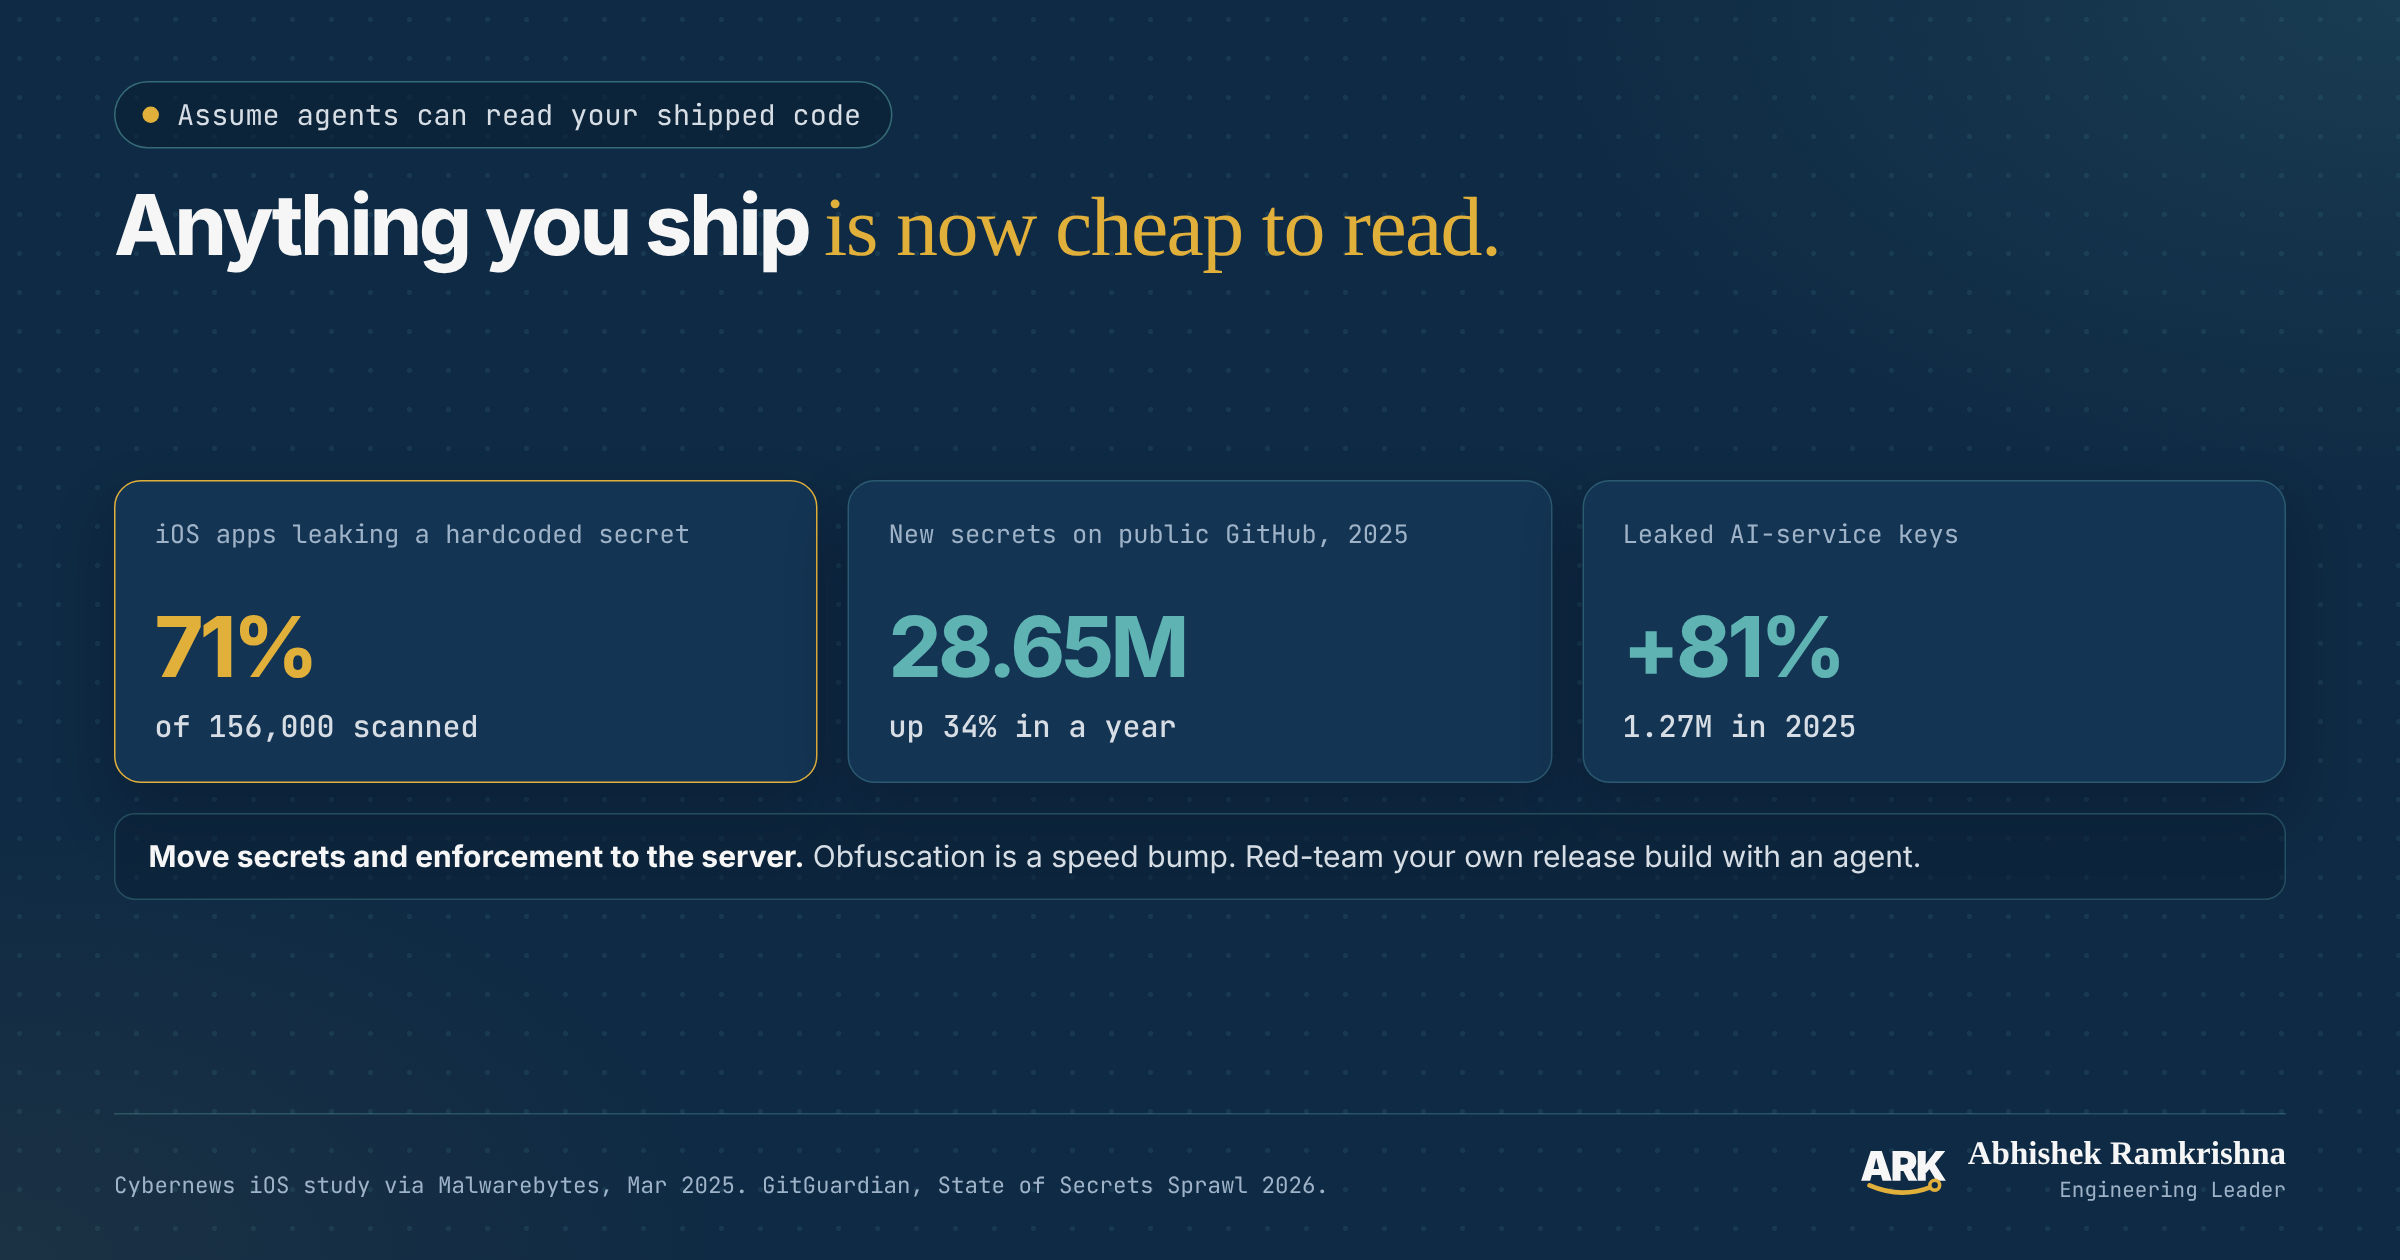 Assume agents can read your shipped code
Anything you ship is now cheap to read.
iOS apps leaking a hardcoded secret
71%
of 156,000 scanned
New secrets on public GitHub, 2025
28.65M
up 34% in a year
Leaked AI-service keys
+81%
1.27M in 2025
Move secrets and enforcement to the server. Obfuscation is a speed bump. Red-team your own release build with an agent.
Cybernews iOS study via Malwarebytes, Mar 2025. GitGuardian, State of Secrets Sprawl 2026.
ARK
Abhishek Ramkrishna
Engineering Leader